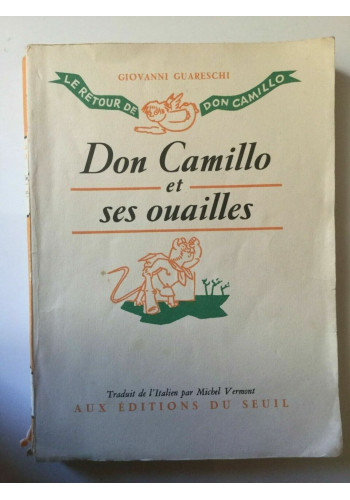 GIOVANNI GUARESCHI
LE RETOUR DE DON CAMILLO
Don Camillo
et
ses ouailles
Traduit de l'Italien par Michel Vermont
AUX ÉDITIONS DU SEUIL